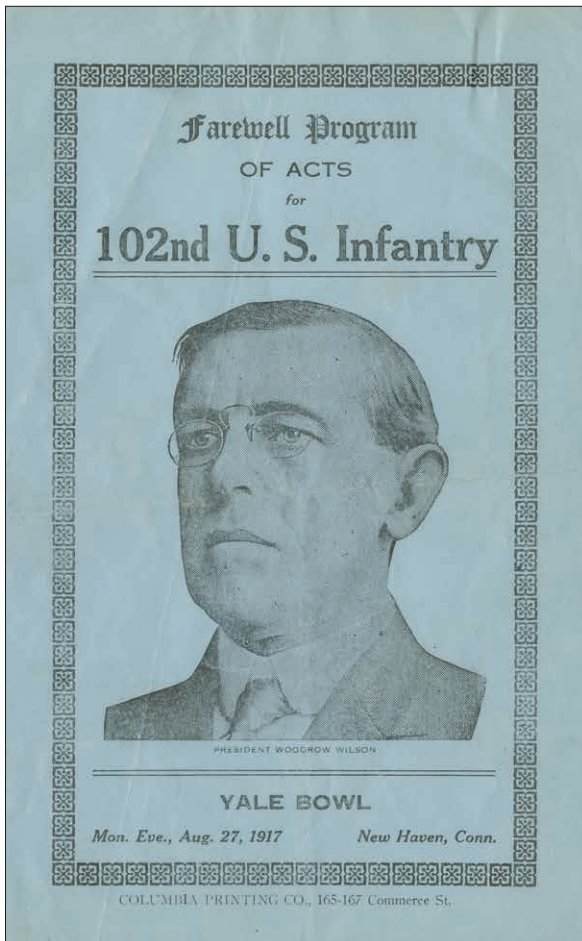 Farewell Program
OF ACTS
for
102nd U. S. Infantry
PRESIDENT WOODROW WILSON
YALE BOWL
Mon. Eve., Aug. 27, 1917 New Haven, Conn.
COLUMBIA PRINTING CO., 165-167 Commerce St.